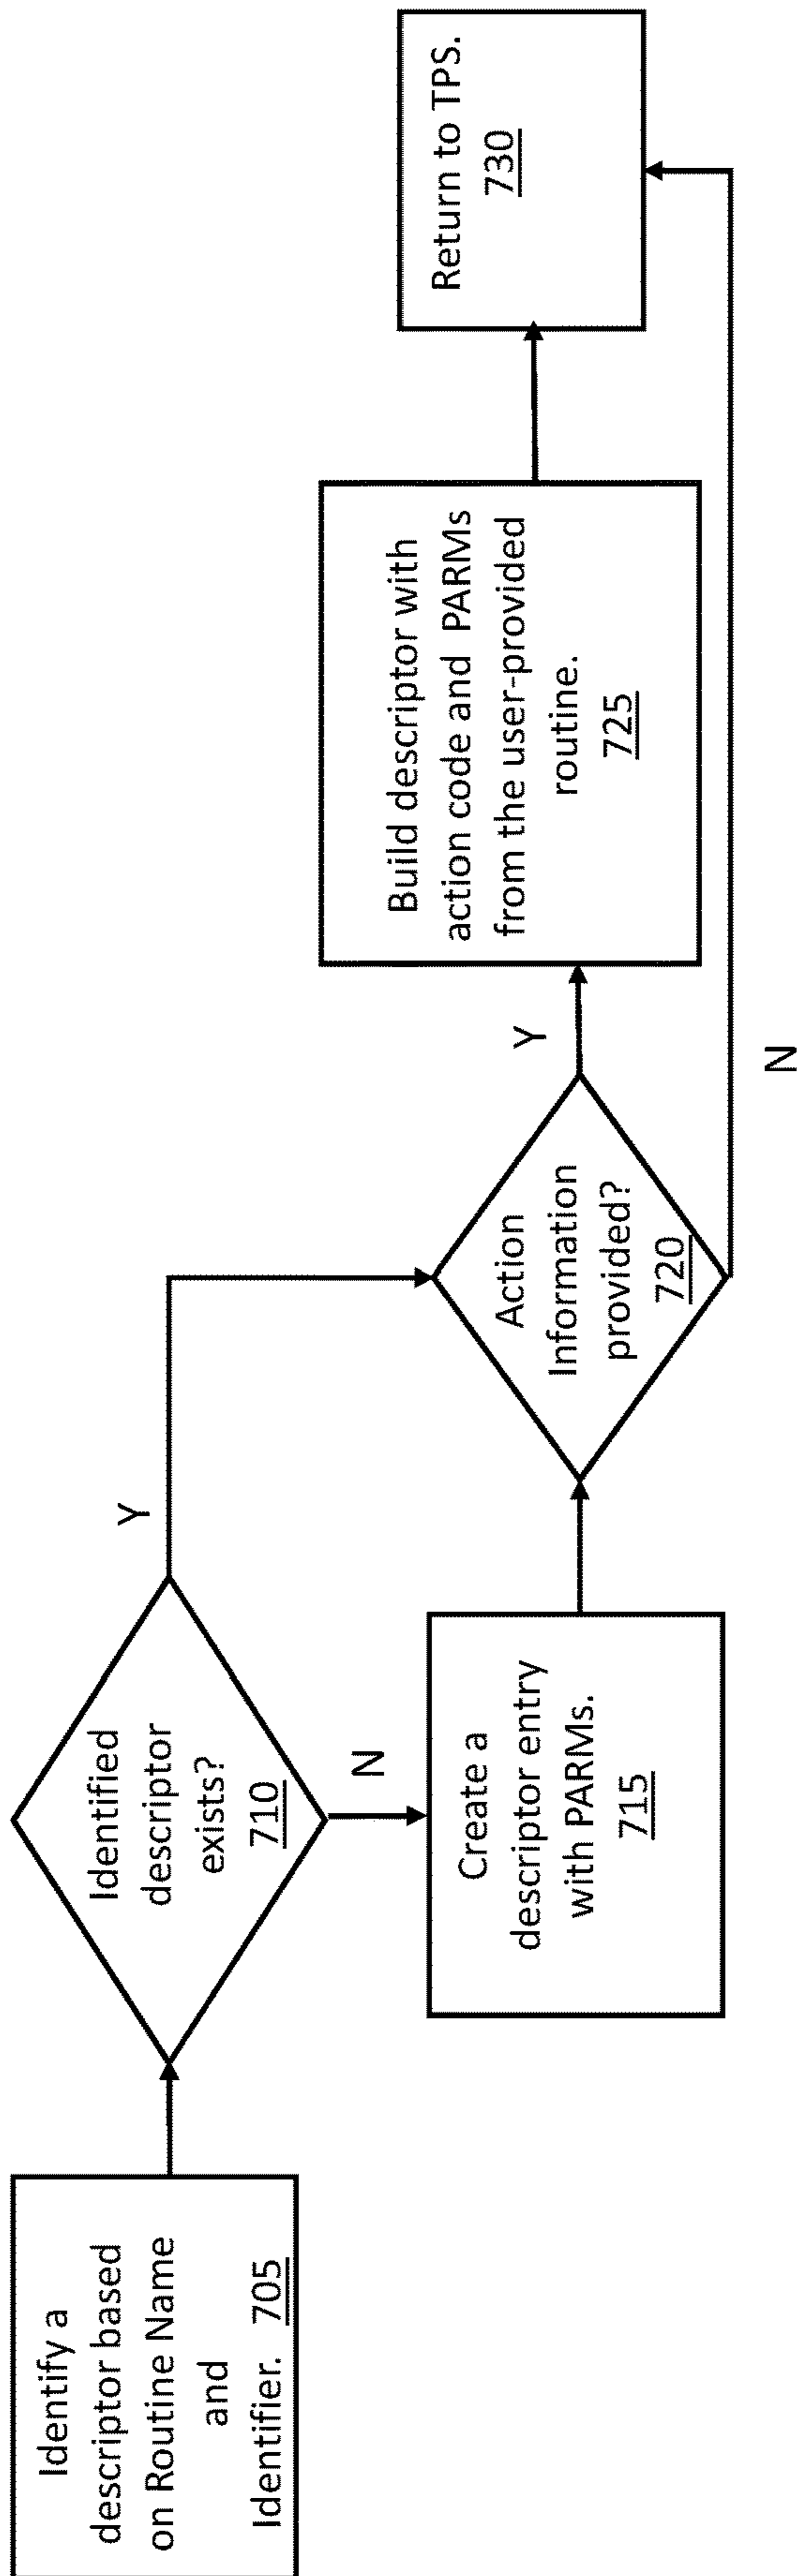 Identify a
descriptor based
on Routine Name
and
Identifier. 705
Identified
descriptor
exists?
710
Y
N
Create a
descriptor entry
with PARMs.
715
Action
Information
provided?
720
Y
N
Build descriptor with
action code and PARMs
from the user-provided
routine.
725
Return to TPS.
730